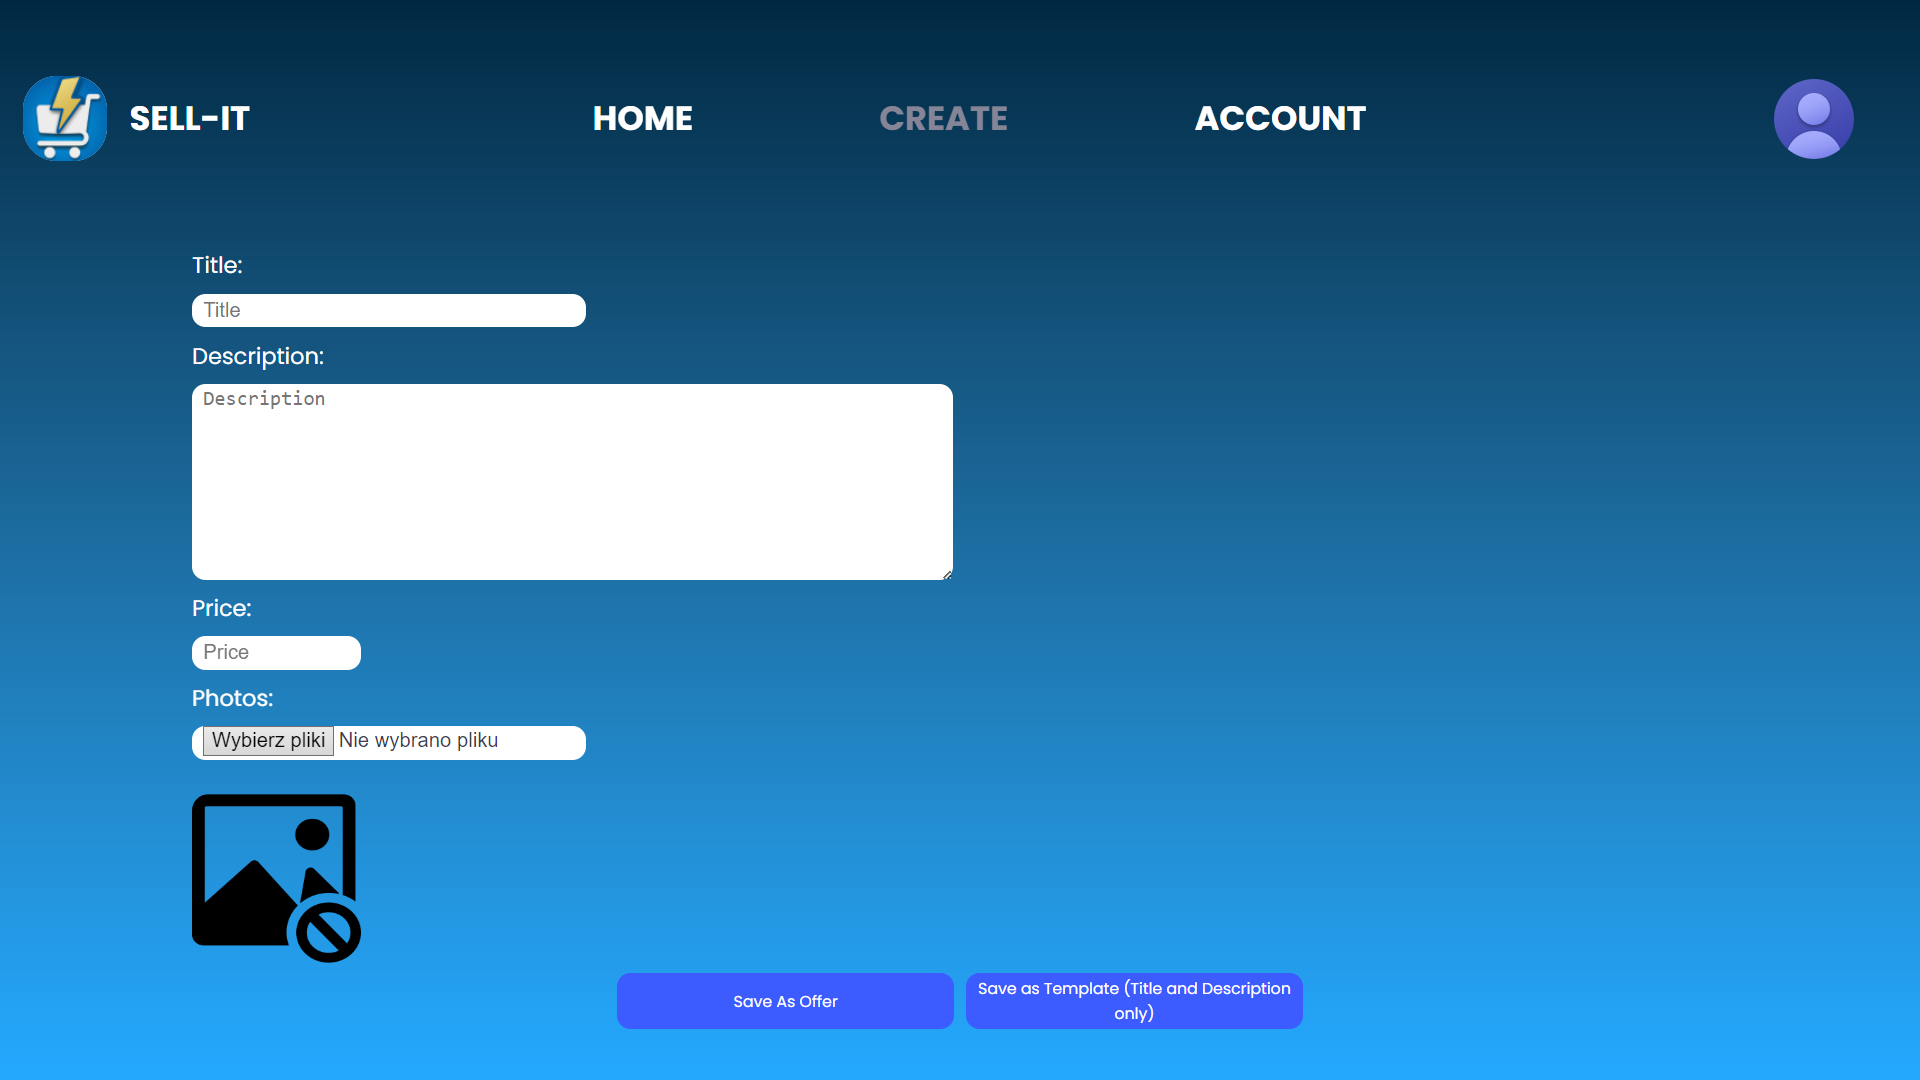 SELL-IT
HOME
CREATE
ACCOUNT
Title:
Title
Description:
Description
Price:
Price
Photos:
Wybierz pliki Nie wybrano pliku
Save As Offer
Save as Template (Title and Description
only)